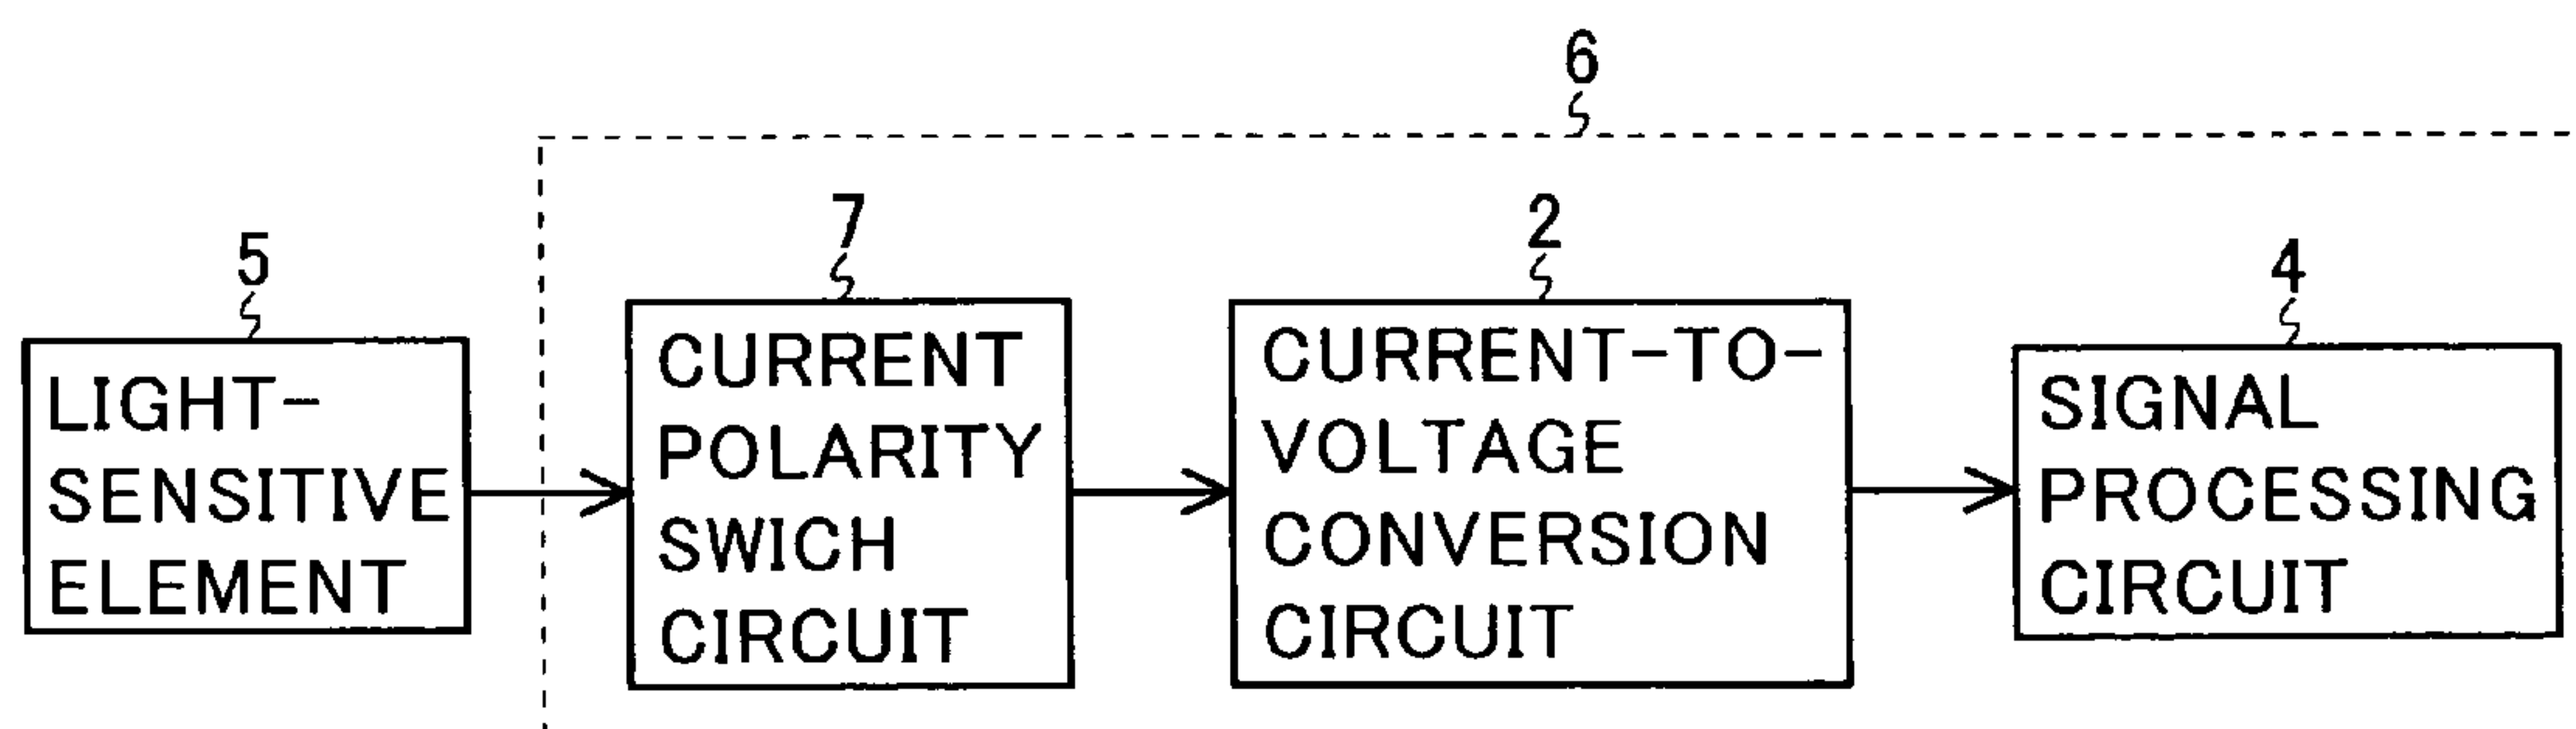 6
5
LIGHT-
SENSITIVE
ELEMENT
7
CURRENT
POLARITY
SWICH
CIRCUIT
2
CURRENT-TO-
VOLTAGE
CONVERSION
CIRCUIT
4
SIGNAL
PROCESSING
CIRCUIT